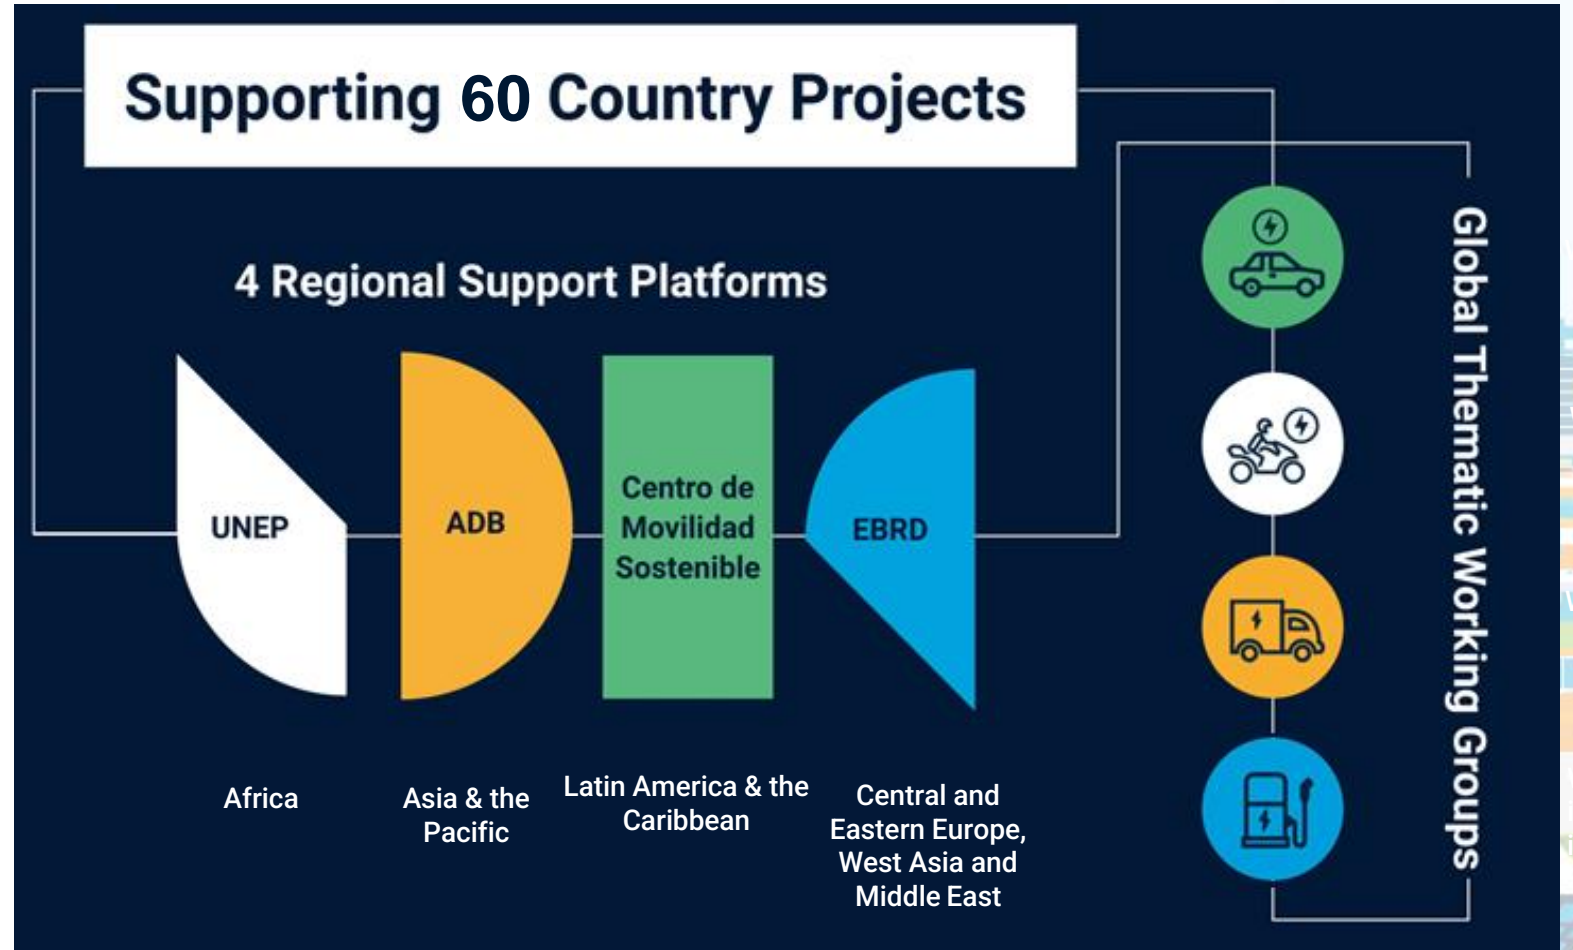 Supporting 60 Country Projects
4 Regional Support Platforms
UNEP
ADB
Centro de
Movilidad
Sostenible
EBRD
Africa
Asia & the
Pacific
Latin America & the
Caribbean
Central and
Eastern Europe,
West Asia and
Middle East
Global Thematic Working Groups